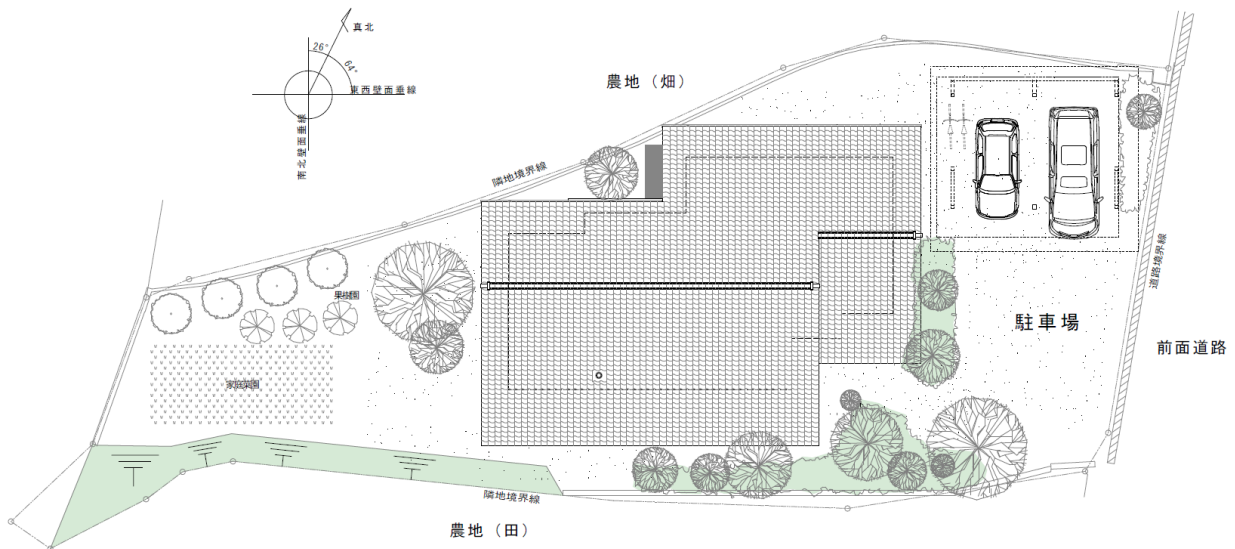 真北
26°
64°
東西壁面垂線
南北壁面垂線
農地（畑）
隣地境界線
果樹園
家庭菜園
道路境界線
駐車場
前面道路
隣地境界線
農地（田）